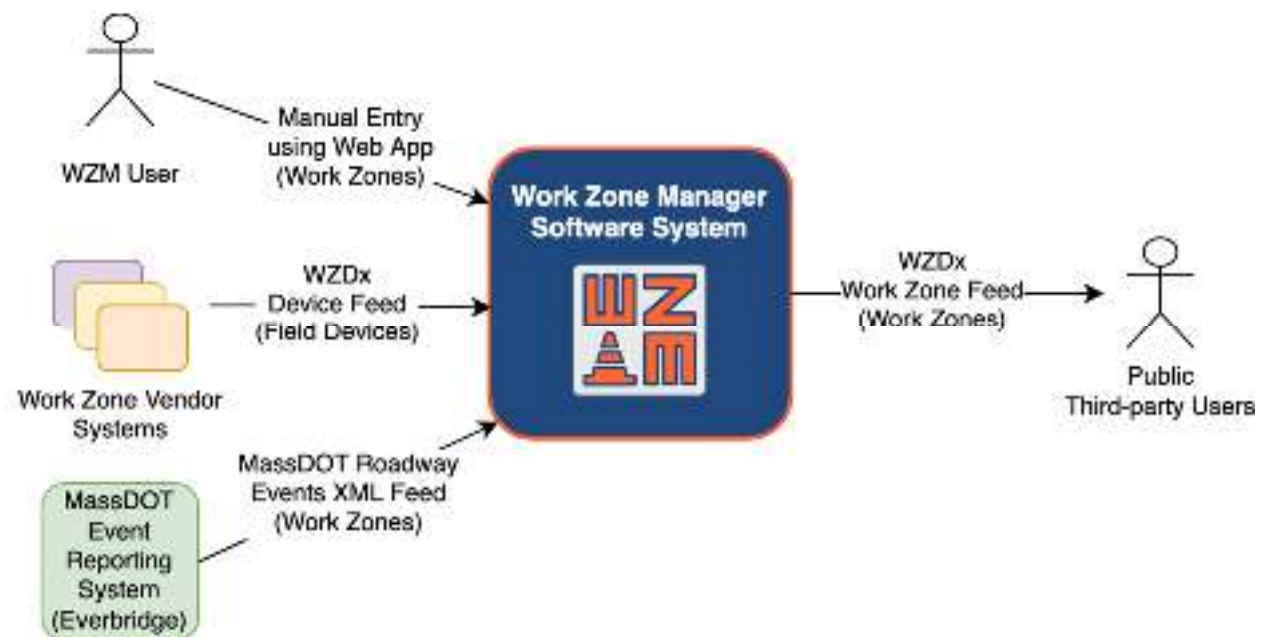 Manual Entry
using Web App
(Work Zones)
WZM User
Work Zone Manager
Software System
WZDx
Device Feed
(Field Devices)
WZM
WZDx
Work Zone Feed
(Work Zones)
Work Zone Vendor
Systems
Public
Third-party Users
MassDOT Roadway
Events XML Feed
(Work Zones)
MassDOT
Event
Reporting
System
(Everbridge)